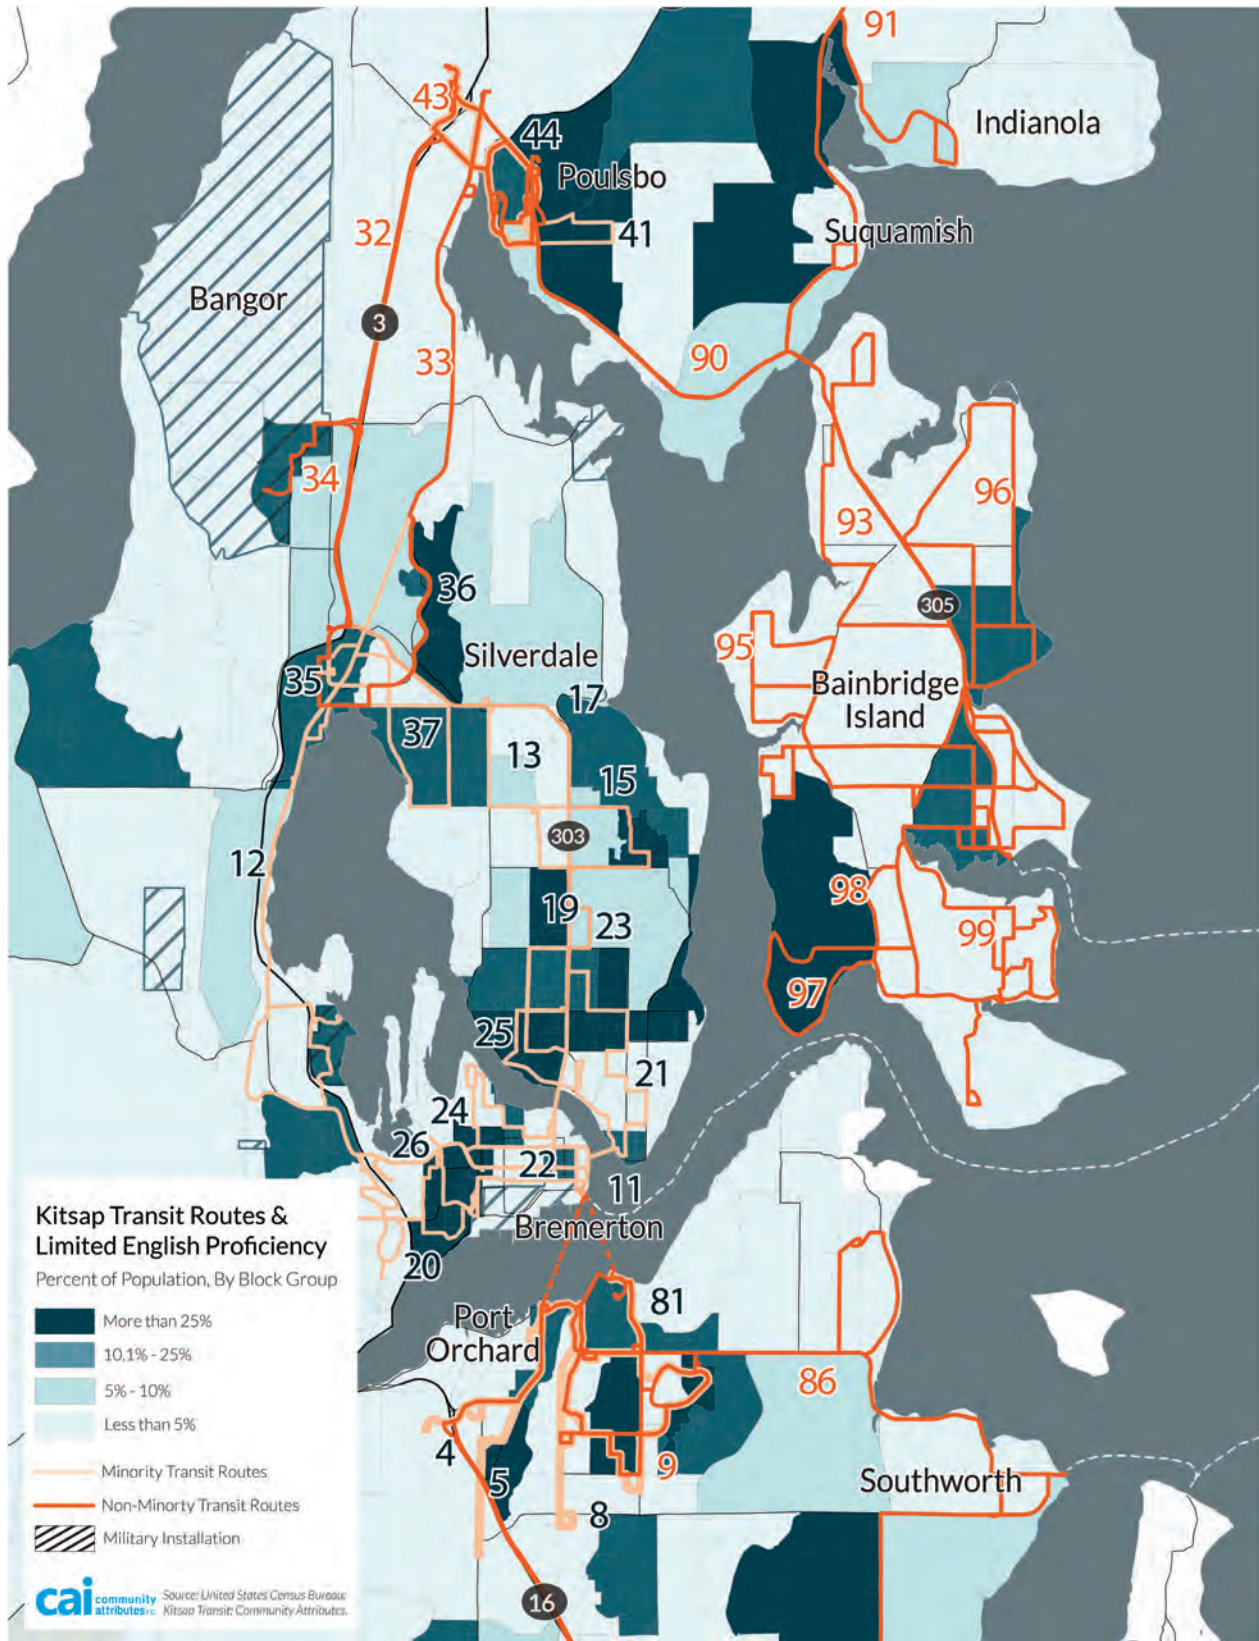 91
Indianola
43
44
Poulsbo
41
32
Suquamish
Bangor
3
33
90
34
96
93
36
305
95
Silverdale
35
Bainbridge
Island
17
37
13
15
303
12
98
19
23
99
97
25
21
24
26
22
11
Bremerton
20
81
Port
Orchard
86
4
5
9
Southworth
8
16
Kitsap Transit Routes &
Limited English Proficiency
Percent of Population, By Block Group
More than 25%
10.1% - 25%
5% - 10%
Less than 5%
Minority Transit Routes
Non-Minorty Transit Routes
Military Installation
cai community
attributes
Source: United States Census Bureau;
Kitsap Transit; Community Attributes.